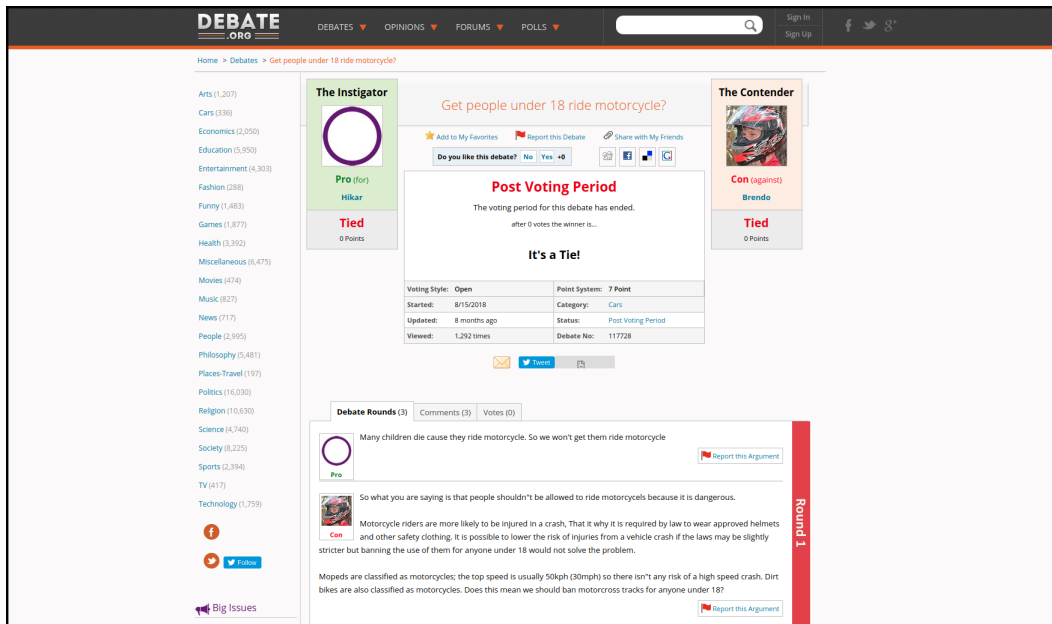 DEBATE
.ORG
DEBATES ▼ OPINIONS ▼ FORUMS ▼ POLLS ▼
Sign In
Sign Up
Home > Debates > Get people under 18 ride motorcycle?
Arts (1,207)
Cars (336)
Economics (2,050)
Education (5,950)
Entertainment (4,303)
Fashion (288)
Funny (1,483)
Games (1,877)
Health (3,392)
Miscellaneous (6,475)
Movies (474)
Music (827)
News (717)
People (2,995)
Philosophy (5,481)
Places-Travel (197)
Politics (16,030)
Religion (10,630)
Science (4,740)
Society (8,225)
Sports (2,394)
TV (417)
Technology (1,759)
Follow
Big Issues
The Instigator
Pro (for)
Hikar
Tied
0 Points
Get people under 18 ride motorcycle?
Add to My Favorites Report this Debate Share with My Friends
Do you like this debate? No Yes +0
Post Voting Period
The voting period for this debate has ended.
after 0 votes the winner is...
It's a Tie!
The Contender
Con (against)
Brendo
Tied
0 Points
Voting Style: Open Point System: 7 Point
Started: 8/15/2018 Category: Cars
Updated: 8 months ago Status: Post Voting Period
Viewed: 1,292 times Debate No: 117728
Tweet
Debate Rounds (3) Comments (3) Votes (0)
Many children die cause they ride motorcycle. So we won't get them ride motorcycle
Report this Argument
Pro
So what you are saying is that people shouldn"t be allowed to ride motorcycels because it is dangerous.
Motorcycle riders are more likely to be injured in a crash, That it why it is required by law to wear approved helmets
Con
and other safety clothing. It is possible to lower the risk of injuries from a vehicle crash if the laws may be slightly
stricter but banning the use of them for anyone under 18 would not solve the problem.
Mopeds are classified as motorcycles; the top speed is usually 50kph (30mph) so there isn"t any risk of a high speed crash. Dirt
bikes are also classified as motorcycles. Does this mean we should ban motorcross tracks for anyone under 18?
Report this Argument
Round 1